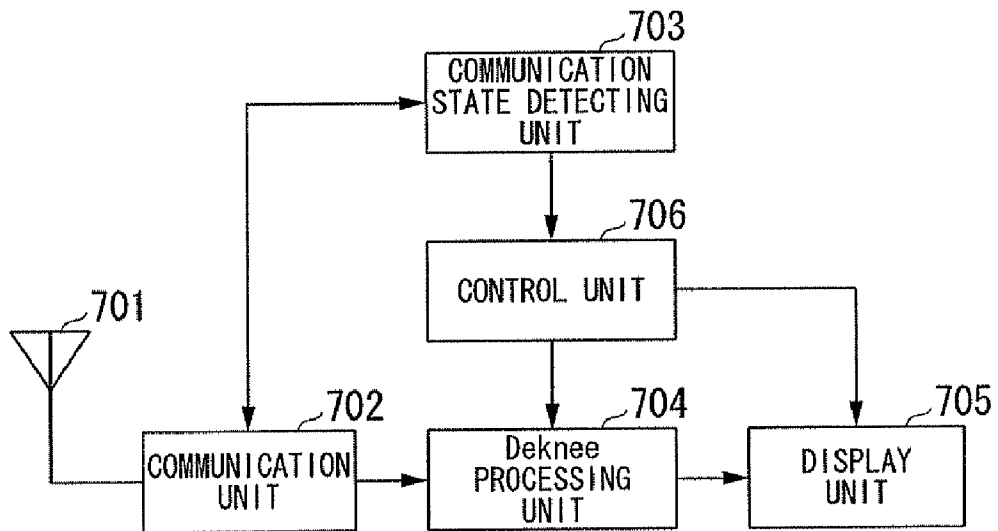 703
COMMUNICATION
STATE DETECTING
UNIT
706
CONTROL UNIT
701
702
COMMUNICATION
UNIT
704
Deknee
PROCESSING
UNIT
705
DISPLAY
UNIT